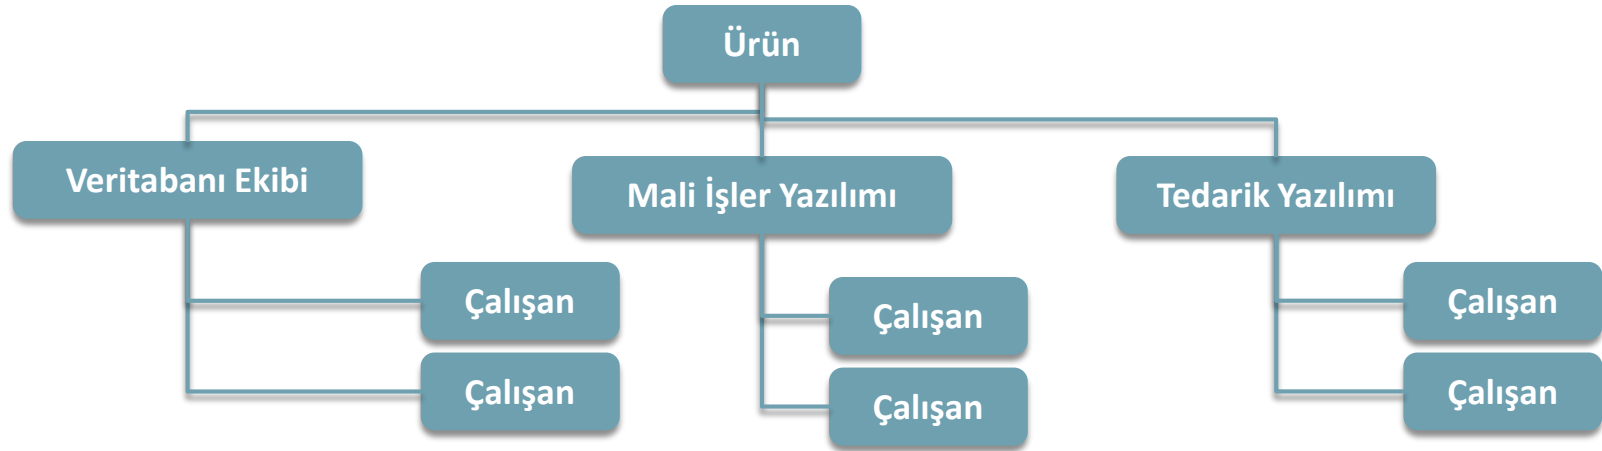 Ürün
Veritabanı Ekibi
Mali İşler Yazılımı
Tedarik Yazılımı
Çalışan
Çalışan
Çalışan
Çalışan
Çalışan
Çalışan